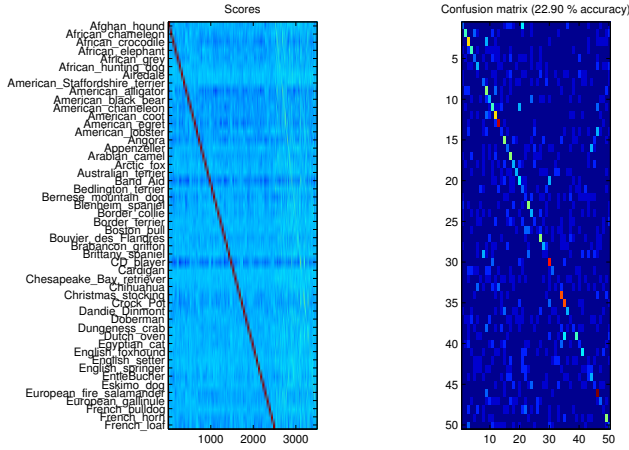 Scores
Confusion matrix (22.90 % accuracy)
Afghan_hound
African_chameleon
African_crocodile
African_elephant
African_grey
African_hunting_dog
Airedale
American_Staffordshire_terrier
American_alligator
American_black_bear
American_chameleon
American_coot
American_egret
American_lobster
Angora
Appenzeller
Arabian_camel
Arctic_fox
Australian_terrier
Band_Aid
Bedlington_terrier
Bernese_mountain_dog
Blenheim_spaniel
Border_collie
Border_terrier
Boston_bull
Bouvier_des_Flandres
Brabancon_griffon
Brittany_spaniel
CD_player
Cardigan
Chesapeake_Bay_retriever
Chihuahua
Christmas_stocking
Crock_Pot
Dandie_Dinmont
Doberman
Dungeness_crab
Dutch_oven
Egyptian_cat
English_foxhound
English_setter
English_springer
EntleBucher
Eskimo_dog
European_fire_salamander
European_gallinule
French_bulldog
French_horn
French_loaf
1000 2000 3000
5
10
15
20
25
30
35
40
45
50
10 20 30 40 50